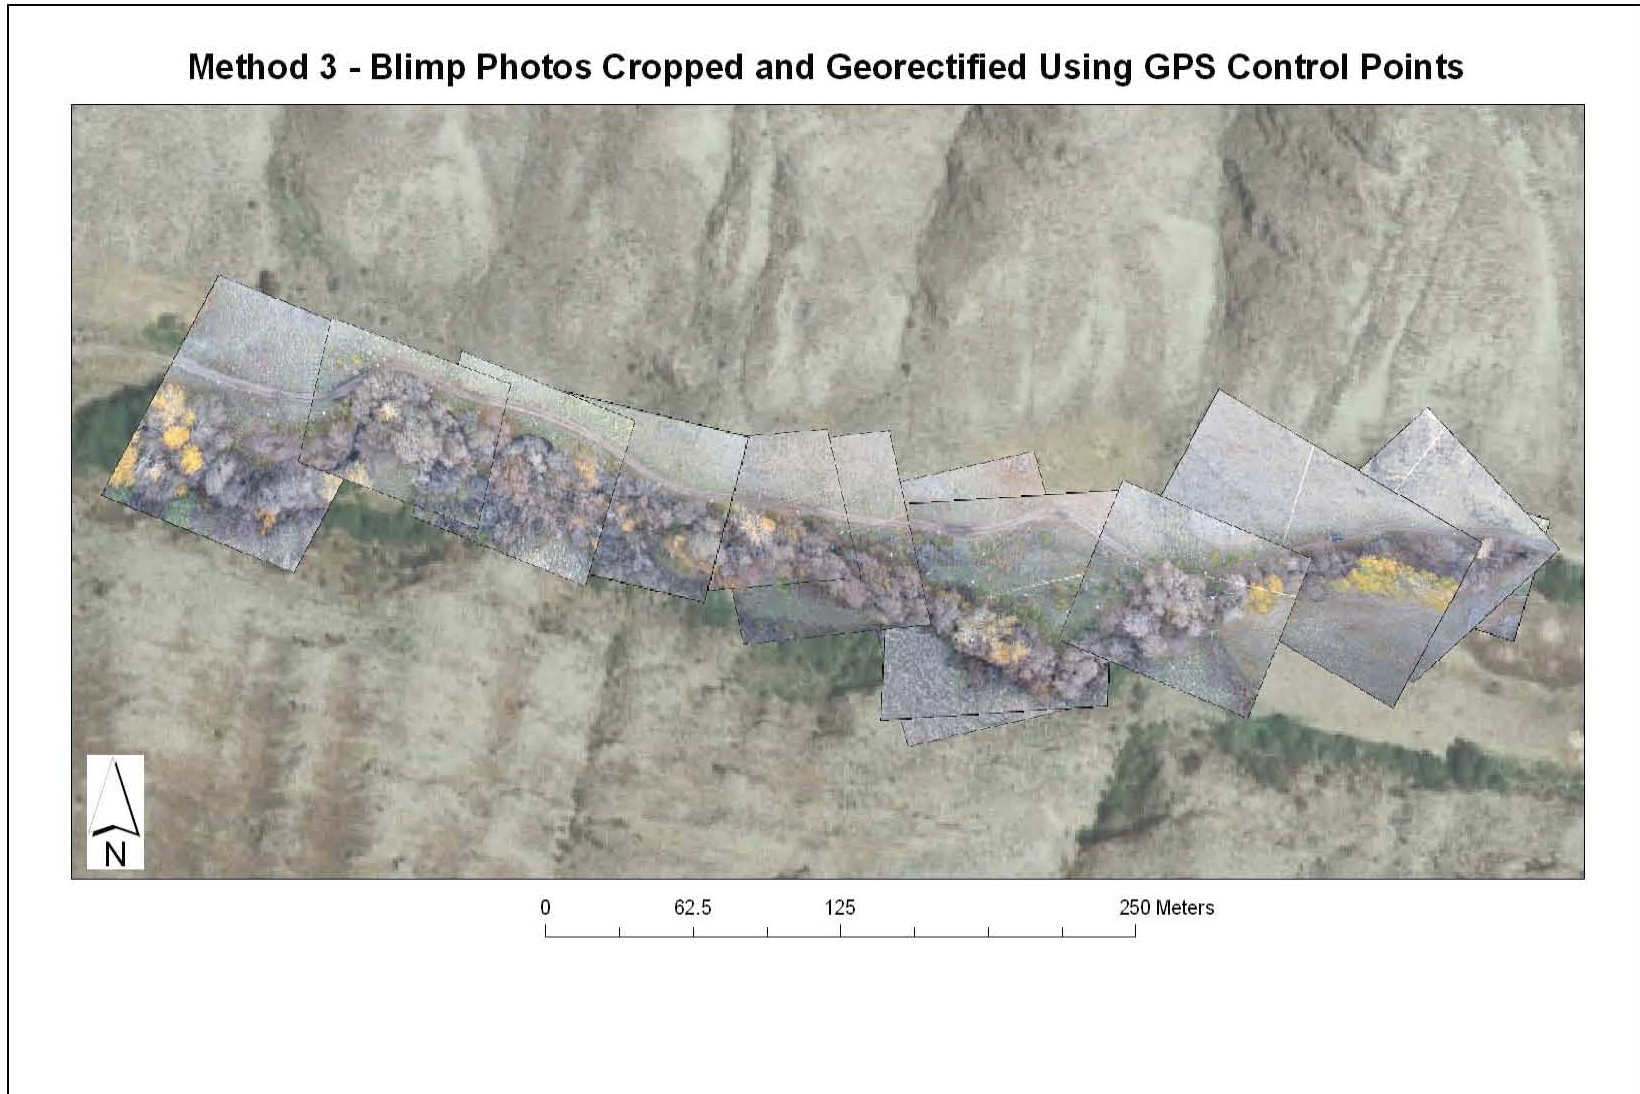 Method 3 - Blimp Photos Cropped and Georectified Using GPS Control Points
N
0 62.5 125 250 Meters